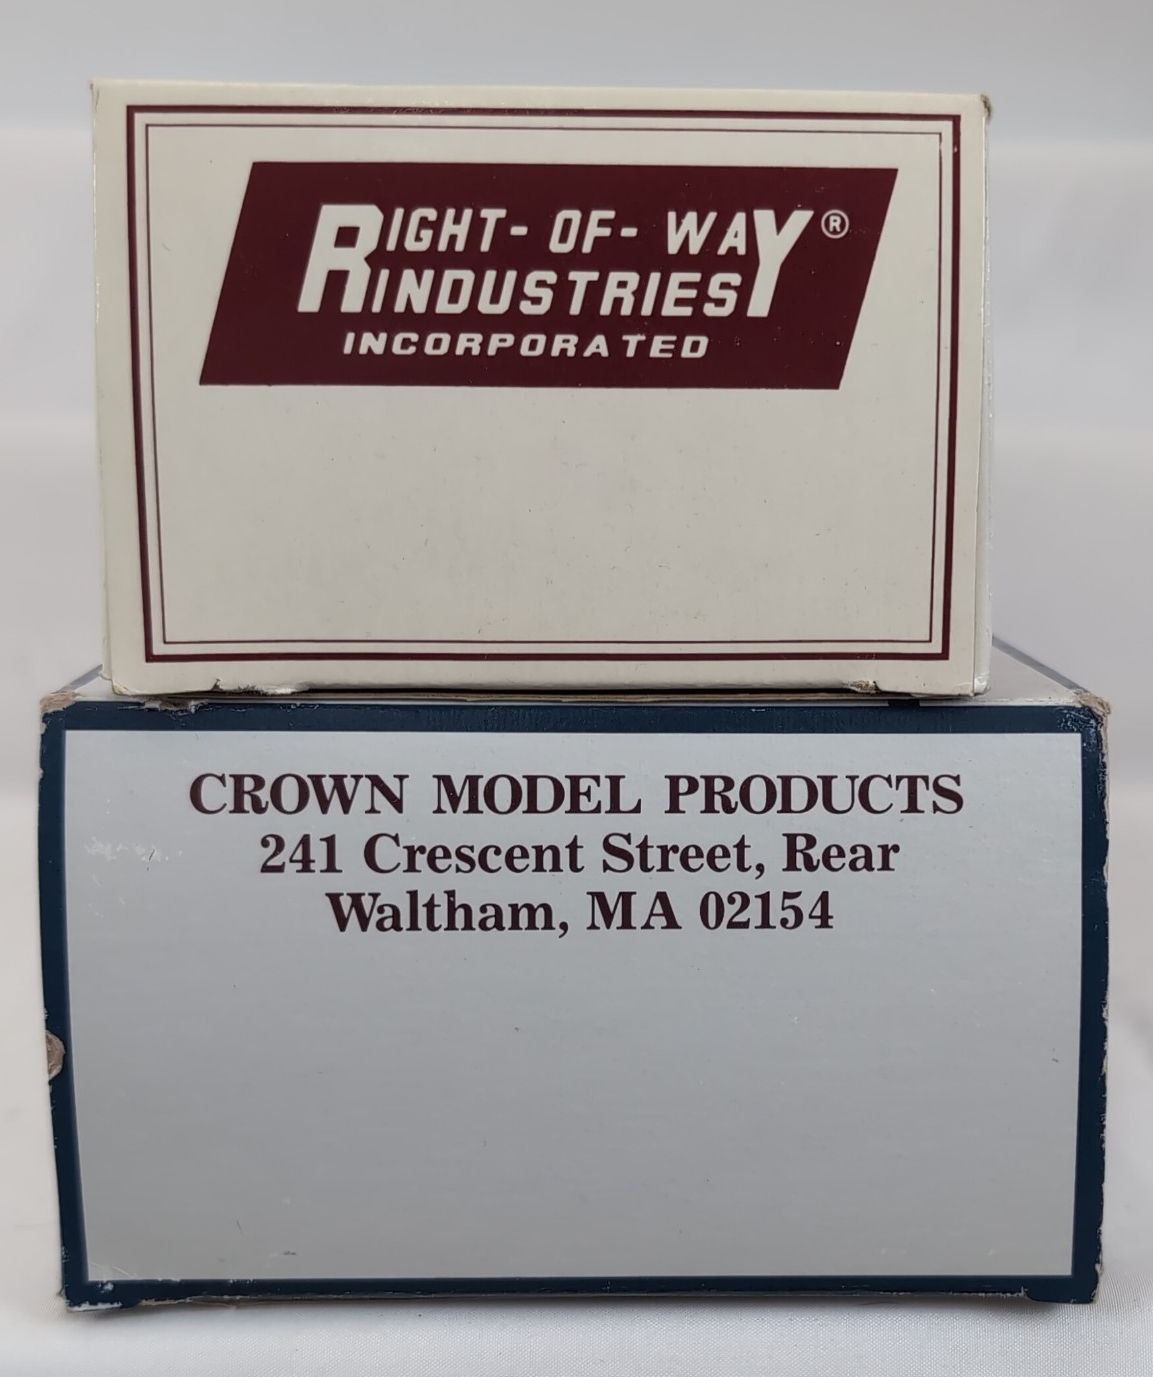 RIGHT-OF-WAY®
INDUSTRIES
INCORPORATED
CROWN MODEL PRODUCTS
241 Crescent Street, Rear
Waltham, MA 02154